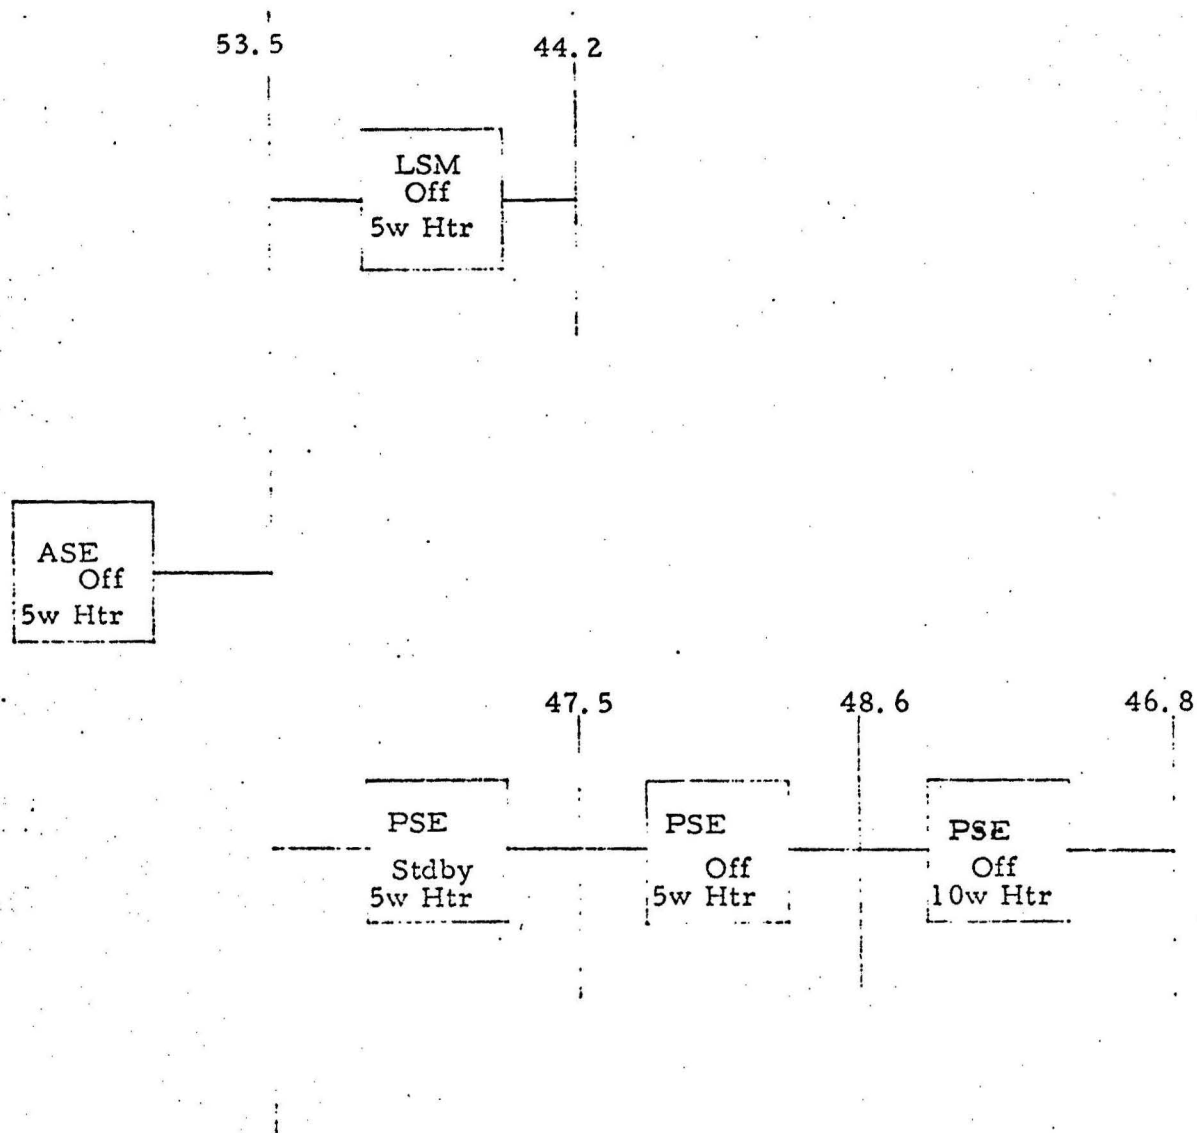 53.5
44.2
LSM
Off
5w Htr
ASE
Off
5w Htr
47.5
48.6
46.8
PSE
Stdby
5w Htr
PSE
Off
5w Htr
PSE
Off
10w Htr